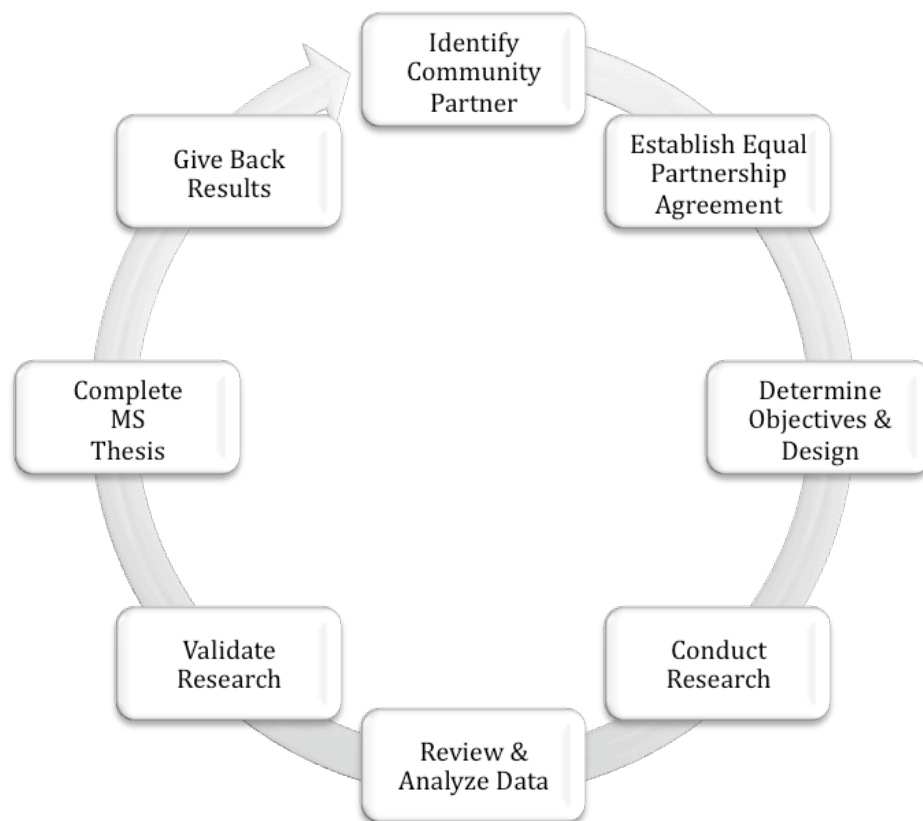 Identify
Community
Partner
Establish Equal
Partnership
Agreement
Determine
Objectives &
Design
Conduct
Research
Review &
Analyze Data
Validate
Research
Complete
MS
Thesis
Give Back
Results